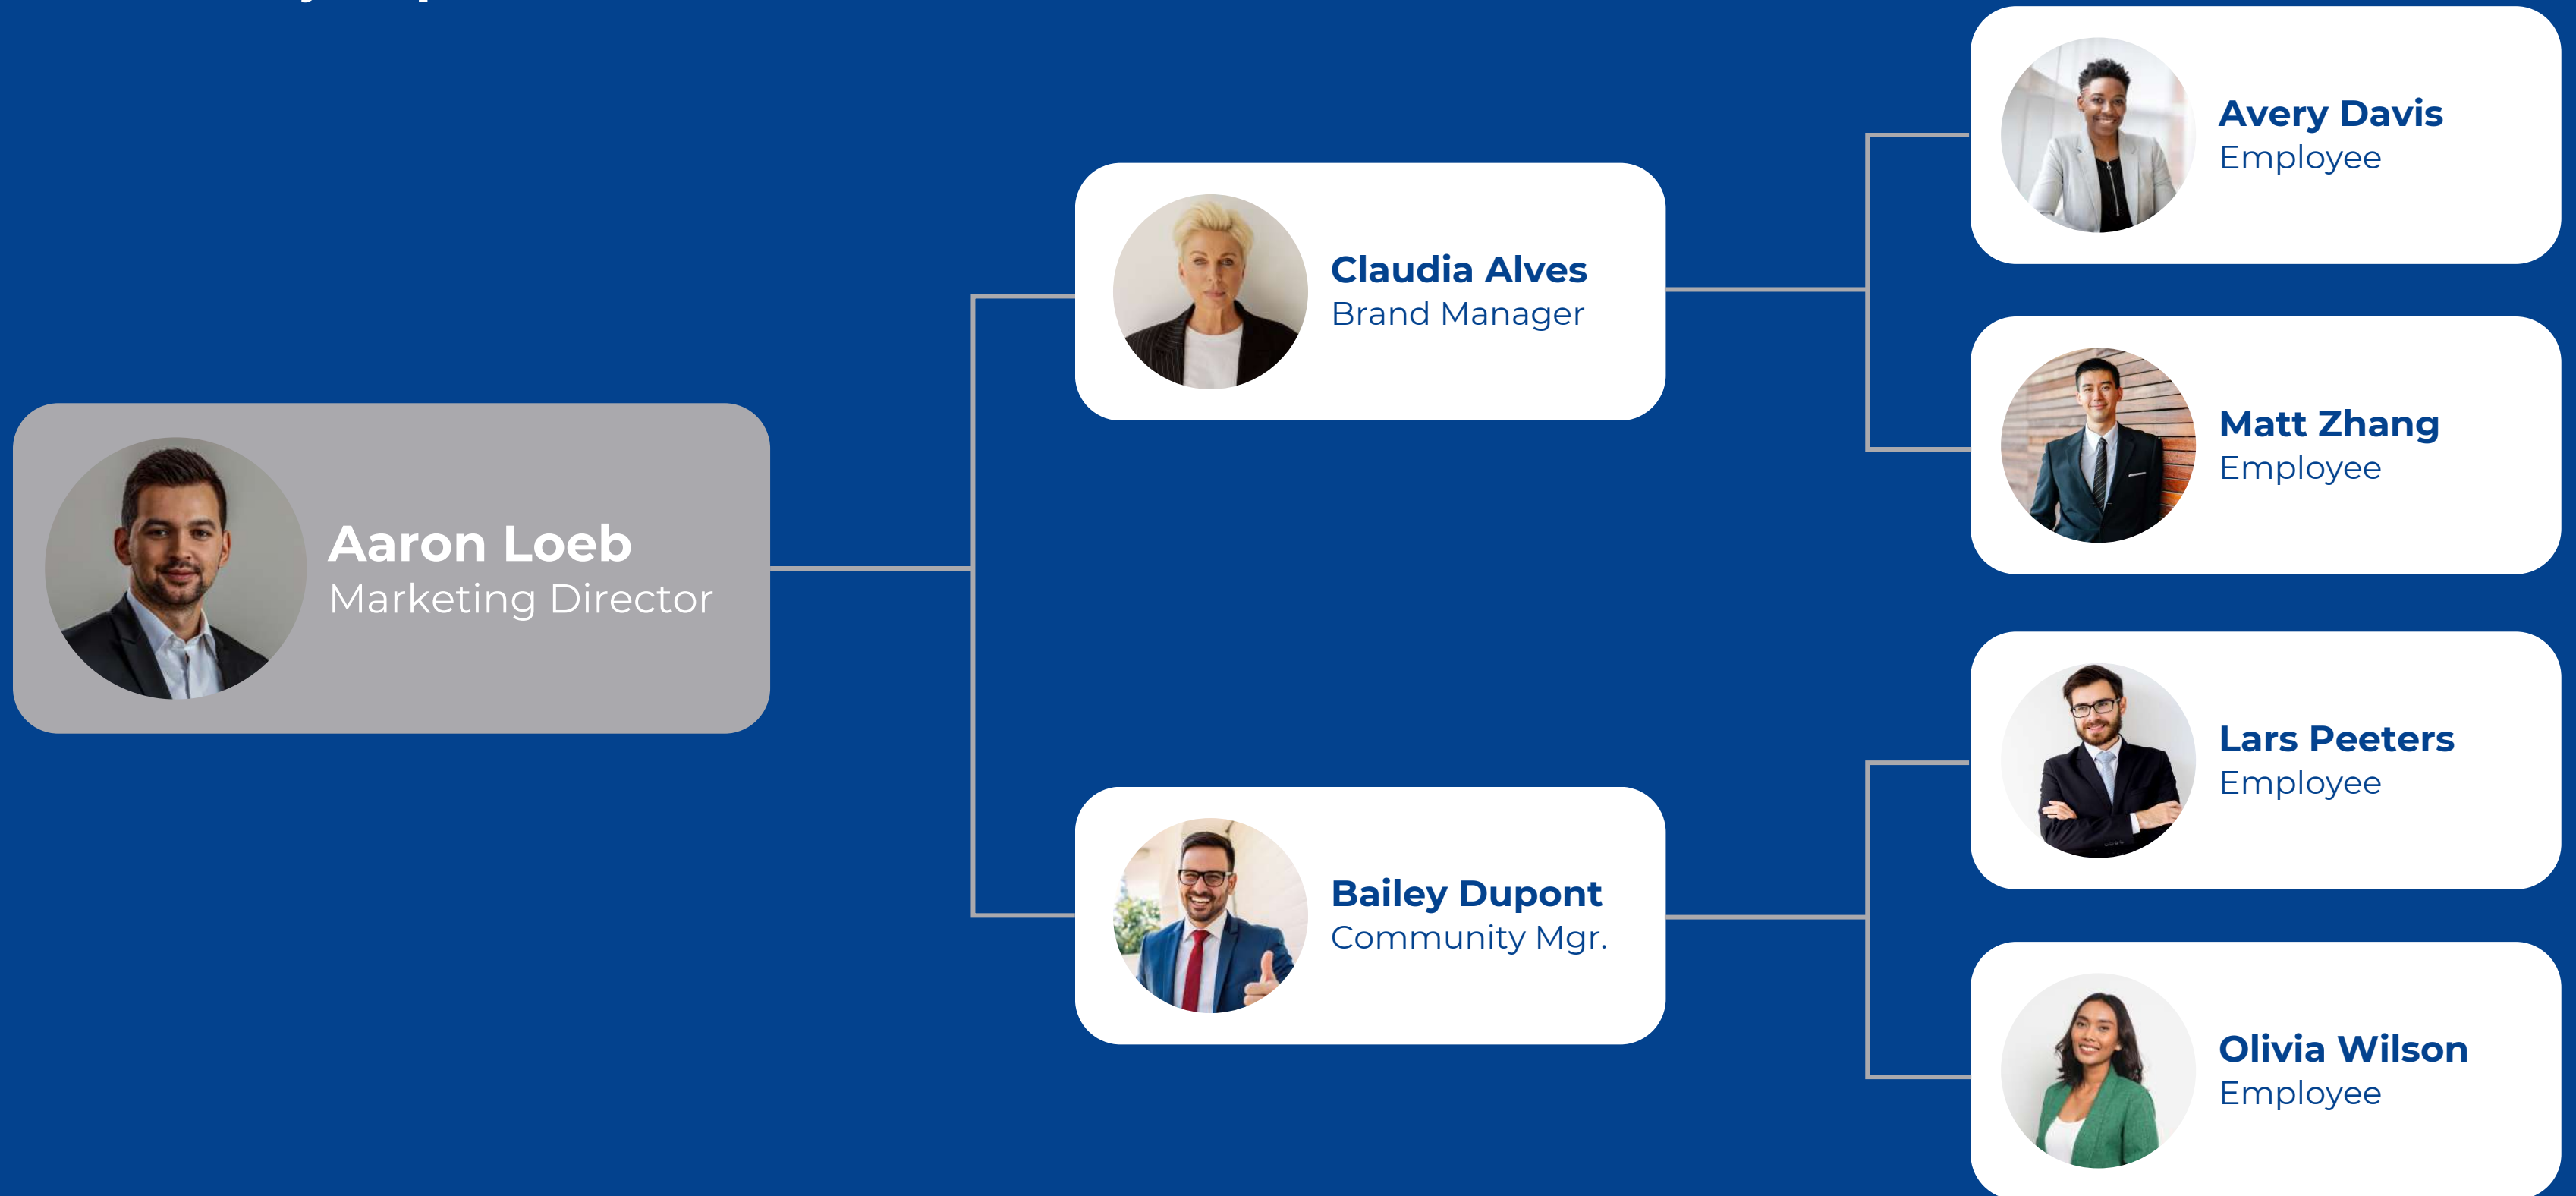 Aaron Loeb
Marketing Director
Claudia Alves
Brand Manager
Bailey Dupont
Community Mgr.
Avery Davis
Employee
Matt Zhang
Employee
Lars Peeters
Employee
Olivia Wilson
Employee